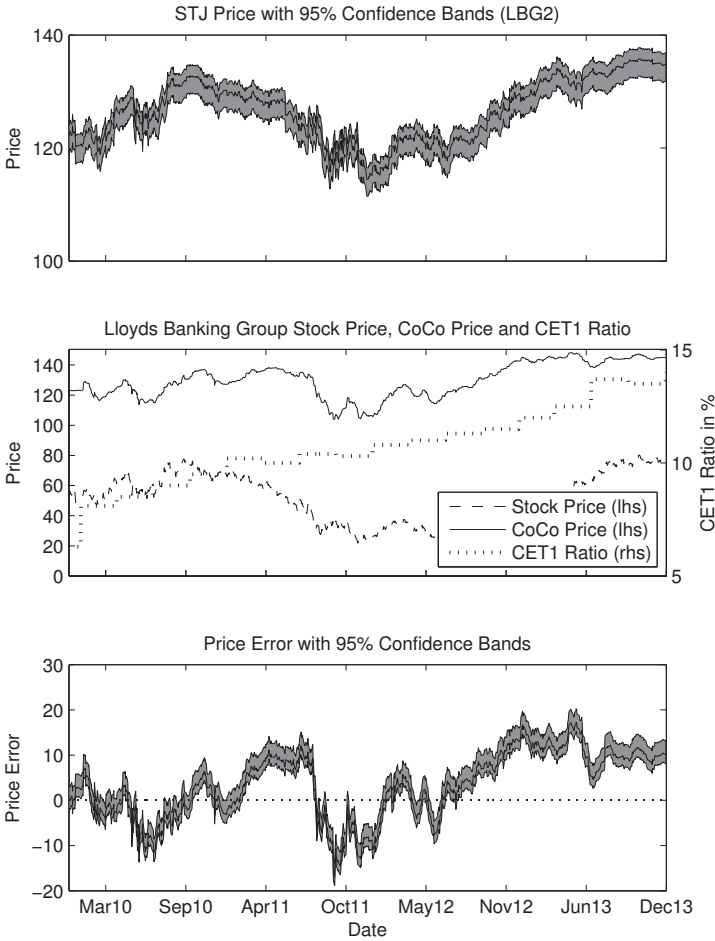 STJ Price with 95% Confidence Bands (LBG2)
140
120
100
Price
Lloyds Banking Group Stock Price, CoCo Price and CET1 Ratio
140
120
100
80
60
40
20
0
Price
15
10
5
CET1 Ratio in %
Stock Price (lhs)
CoCo Price (lhs)
CET1 Ratio (rhs)
Price Error with 95% Confidence Bands
30
20
10
0
−10
−20
Price Error
Mar10 Sep10 Apr11 Oct11 May12 Nov12 Jun13 Dec13
Date